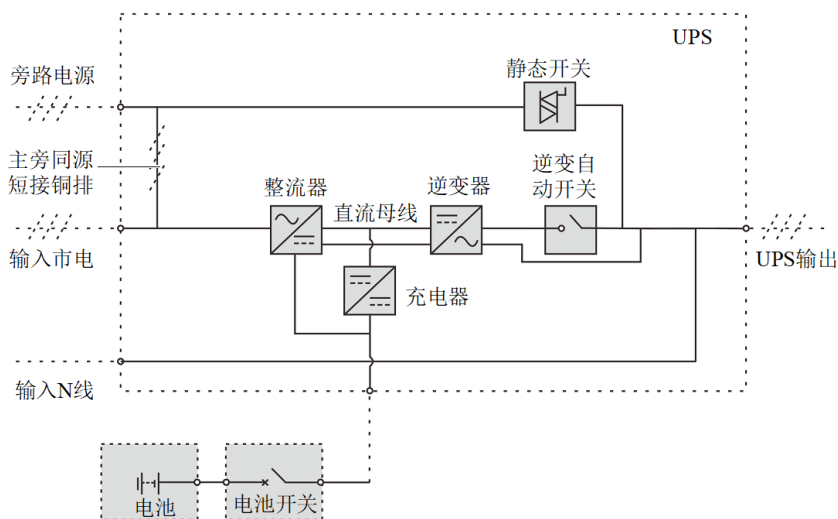 UPS
静态开关
旁路电源
主旁同源
短接铜排
逆变自
动开关
整流器
直流母线
逆变器
输入市电
UPS输出
充电器
输入N线
电池
电池开关